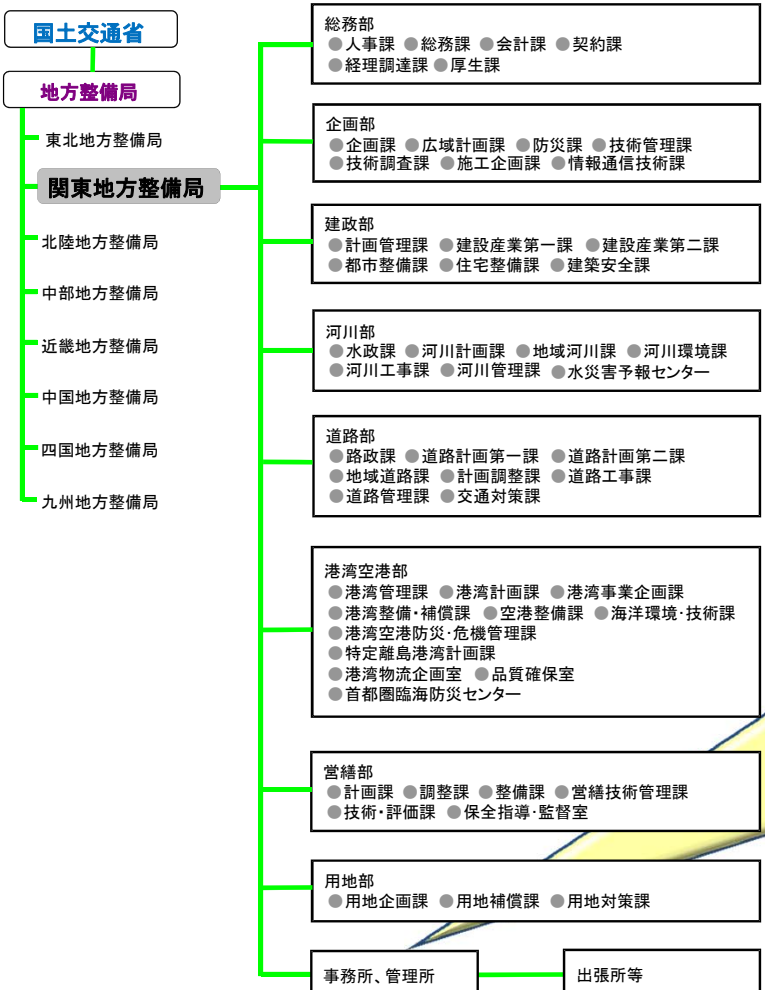 国土交通省
地方整備局
東北地方整備局
関東地方整備局
北陸地方整備局
中部地方整備局
近畿地方整備局
中国地方整備局
四国地方整備局
九州地方整備局
総務部
●人事課 ●総務課 ●会計課 ●契約課
●経理調達課 ●厚生課
企画部
●企画課 ●広域計画課 ●防災課 ●技術管理課
●技術調査課 ●施工企画課 ●情報通信技術課
建政部
●計画管理課 ●建設産業第一課 ●建設産業第二課
●都市整備課 ●住宅整備課 ●建築安全課
河川部
●水政課 ●河川計画課 ●地域河川課 ●河川環境課
●河川工事課 ●河川管理課 ●水災害予報センター
道路部
●路政課 ●道路計画第一課 ●道路計画第二課
●地域道路課 ●計画調整課 ●道路工事課
●道路管理課 ●交通対策課
港湾空港部
●港湾管理課 ●港湾計画課 ●港湾事業企画課
●港湾整備・補償課 ●空港整備課 ●海洋環境・技術課
●港湾空港防災・危機管理課
●特定離島港湾計画課
●港湾物流企画室 ●品質確保室
●首都圏臨海防災センター
営繕部
●計画課 ●調整課 ●整備課 ●営繕技術管理課
●技術・評価課 ●保全指導・監督室
用地部
●用地企画課 ●用地補償課 ●用地対策課
事務所、管理所
出張所等